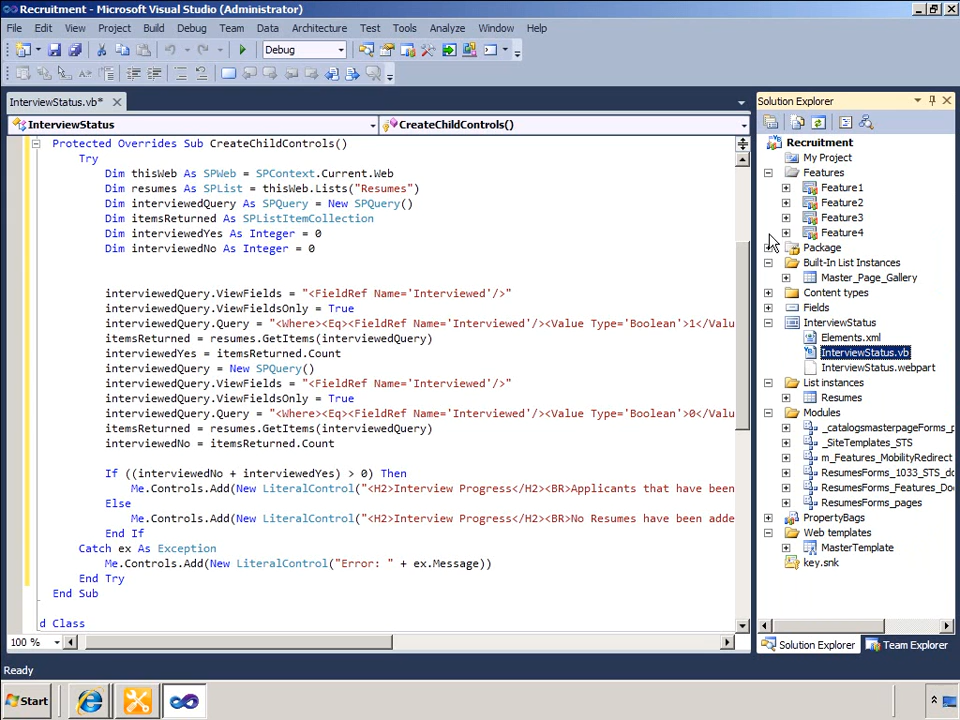 Recruitment - Microsoft Visual Studio (Administrator)
File Edit View Project Build Debug Team Data Architecture Test Tools Analyze Window Help
Debug
InterviewStatus.vb*
Solution Explorer
InterviewStatus
CreateChildControls()
Protected Overrides Sub CreateChildControls()
Try
Dim thisWeb As SPWeb = SPContext.Current.Web
Dim resumes As SPList = thisWeb.Lists("Resumes")
Dim interviewedQuery As SPQuery = New SPQuery()
Dim itemsReturned As SPListItemCollection
Dim interviewedYes As Integer = 0
Dim interviewedNo As Integer = 0
interviewedQuery.ViewFields = "<FieldRef Name='Interviewed'/>"
interviewedQuery.ViewFieldsOnly = True
interviewedQuery.Query = "<Where><Eq><FieldRef Name='Interviewed'/><Value Type='Boolean'>1</Valu
itemsReturned = resumes.GetItems(interviewedQuery)
interviewedYes = itemsReturned.Count
interviewedQuery = New SPQuery()
interviewedQuery.ViewFields = "<FieldRef Name='Interviewed'/>"
interviewedQuery.ViewFieldsOnly = True
interviewedQuery.Query = "<Where><Eq><FieldRef Name='Interviewed'/><Value Type='Boolean'>0</Valu
itemsReturned = resumes.GetItems(interviewedQuery)
interviewedNo = itemsReturned.Count
If ((interviewedNo + interviewedYes) > 0) Then
Me.Controls.Add(New LiteralControl("<H2>Interview Progress</H2><BR>Applicants that have been
Else
Me.Controls.Add(New LiteralControl("<H2>Interview Progress</H2><BR>No Resumes have been adde
End If
Catch ex As Exception
Me.Controls.Add(New LiteralControl("Error: " + ex.Message))
End Try
End Sub
d Class
100 %
Recruitment
My Project
Features
Feature1
Feature2
Feature3
Feature4
Package
Built-In List Instances
Master_Page_Gallery
Content types
Fields
InterviewStatus
Elements.xml
InterviewStatus.vb
InterviewStatus.webpart
List instances
Resumes
Modules
_catalogsmasterpageForms_p
_SiteTemplates_STS
m_Features_MobilityRedirect
ResumesForms_1033_STS_do
ResumesForms_Features_Do
ResumesForms_pages
PropertyBags
Web templates
MasterTemplate
key.snk
Solution Explorer Team Explorer
Ready
Start